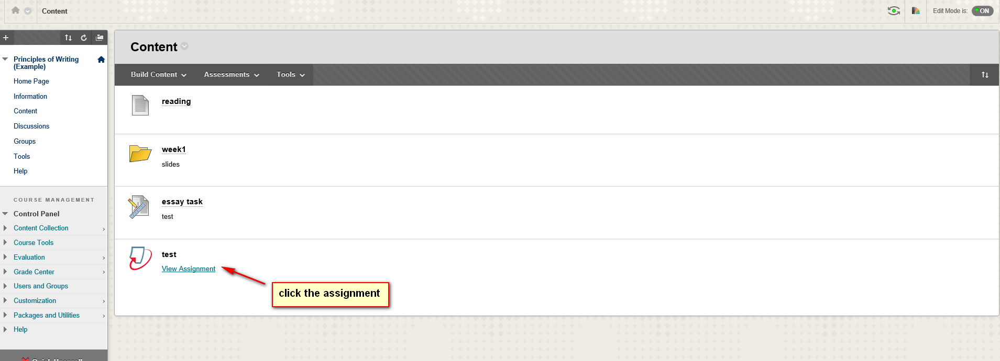 Content
Edit Mode is: ON
Principles of Writing
(Example)
Home Page
Information
Content
Discussions
Groups
Tools
Help
COURSE MANAGEMENT
Control Panel
Content Collection
Course Tools
Evaluation
Grade Center
Users and Groups
Customization
Packages and Utilities
Help
Content
Build Content
Assessments
Tools
reading
week1
slides
essay task
test
test
View Assignment
click the assignment